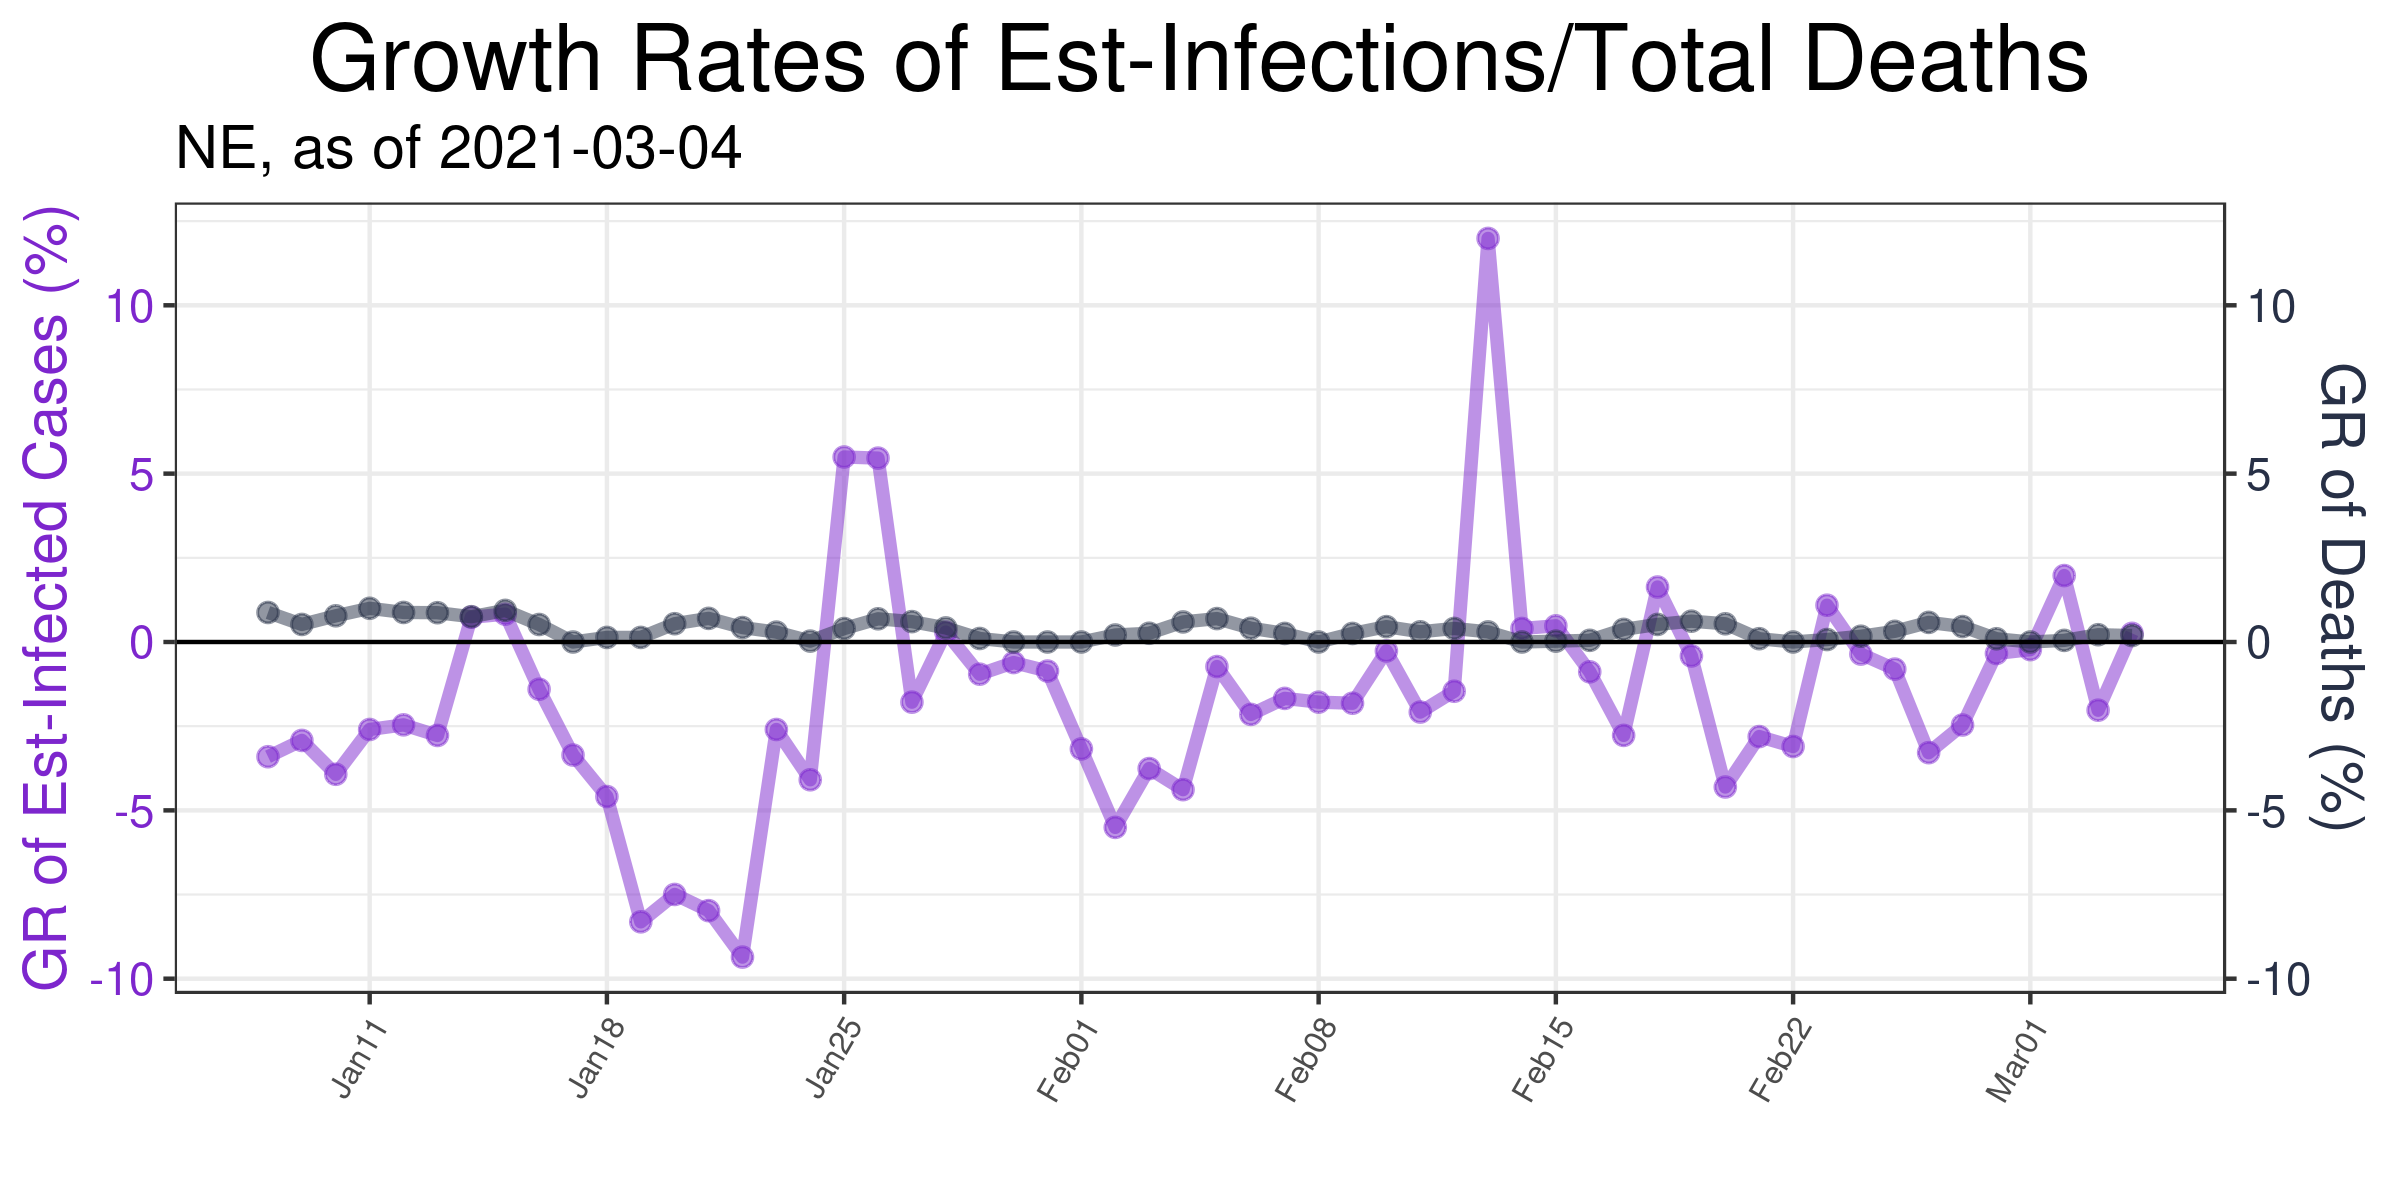 Growth Rates of Est-Infections/Total Deaths
NE, as of 2021-03-04
GR of Est-Infected Cases (%)
10
5
0
-5
-10
10
5
0
-5
-10
GR of Deaths (%)
Jan11
Jan18
Jan25
Feb01
Feb08
Feb15
Feb22
Mar01